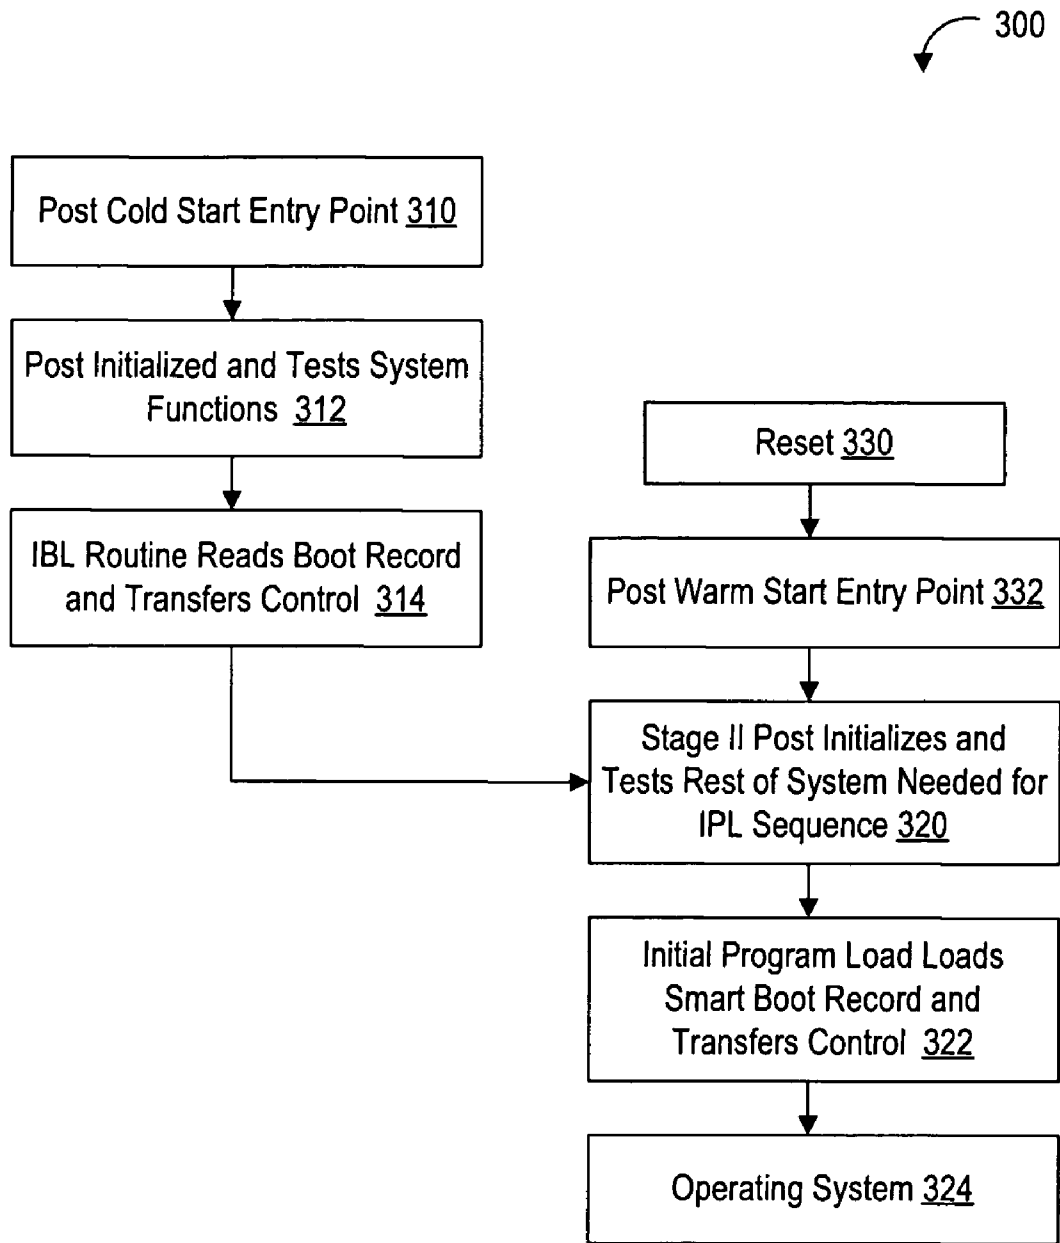 300
Post Cold Start Entry Point 310
Post Initialized and Tests System
Functions 312
IBL Routine Reads Boot Record
and Transfers Control 314
Reset 330
Post Warm Start Entry Point 332
Stage II Post Initializes and
Tests Rest of System Needed for
IPL Sequence 320
Initial Program Load Loads
Smart Boot Record and
Transfers Control 322
Operating System 324